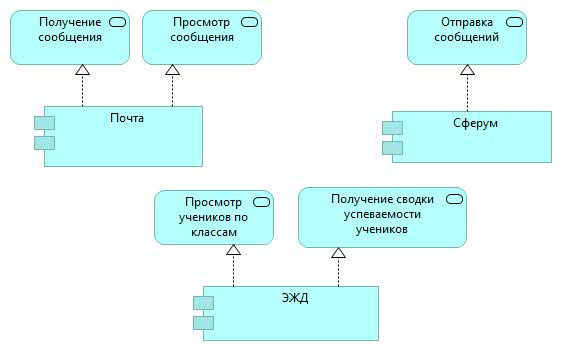 Получение
сообщения
Просмотр
сообщения
Отправка
сообщений
Почта
Сферум
Просмотр
учеников по
классам
Получение сводки
успеваемости
учеников
ЭЖД